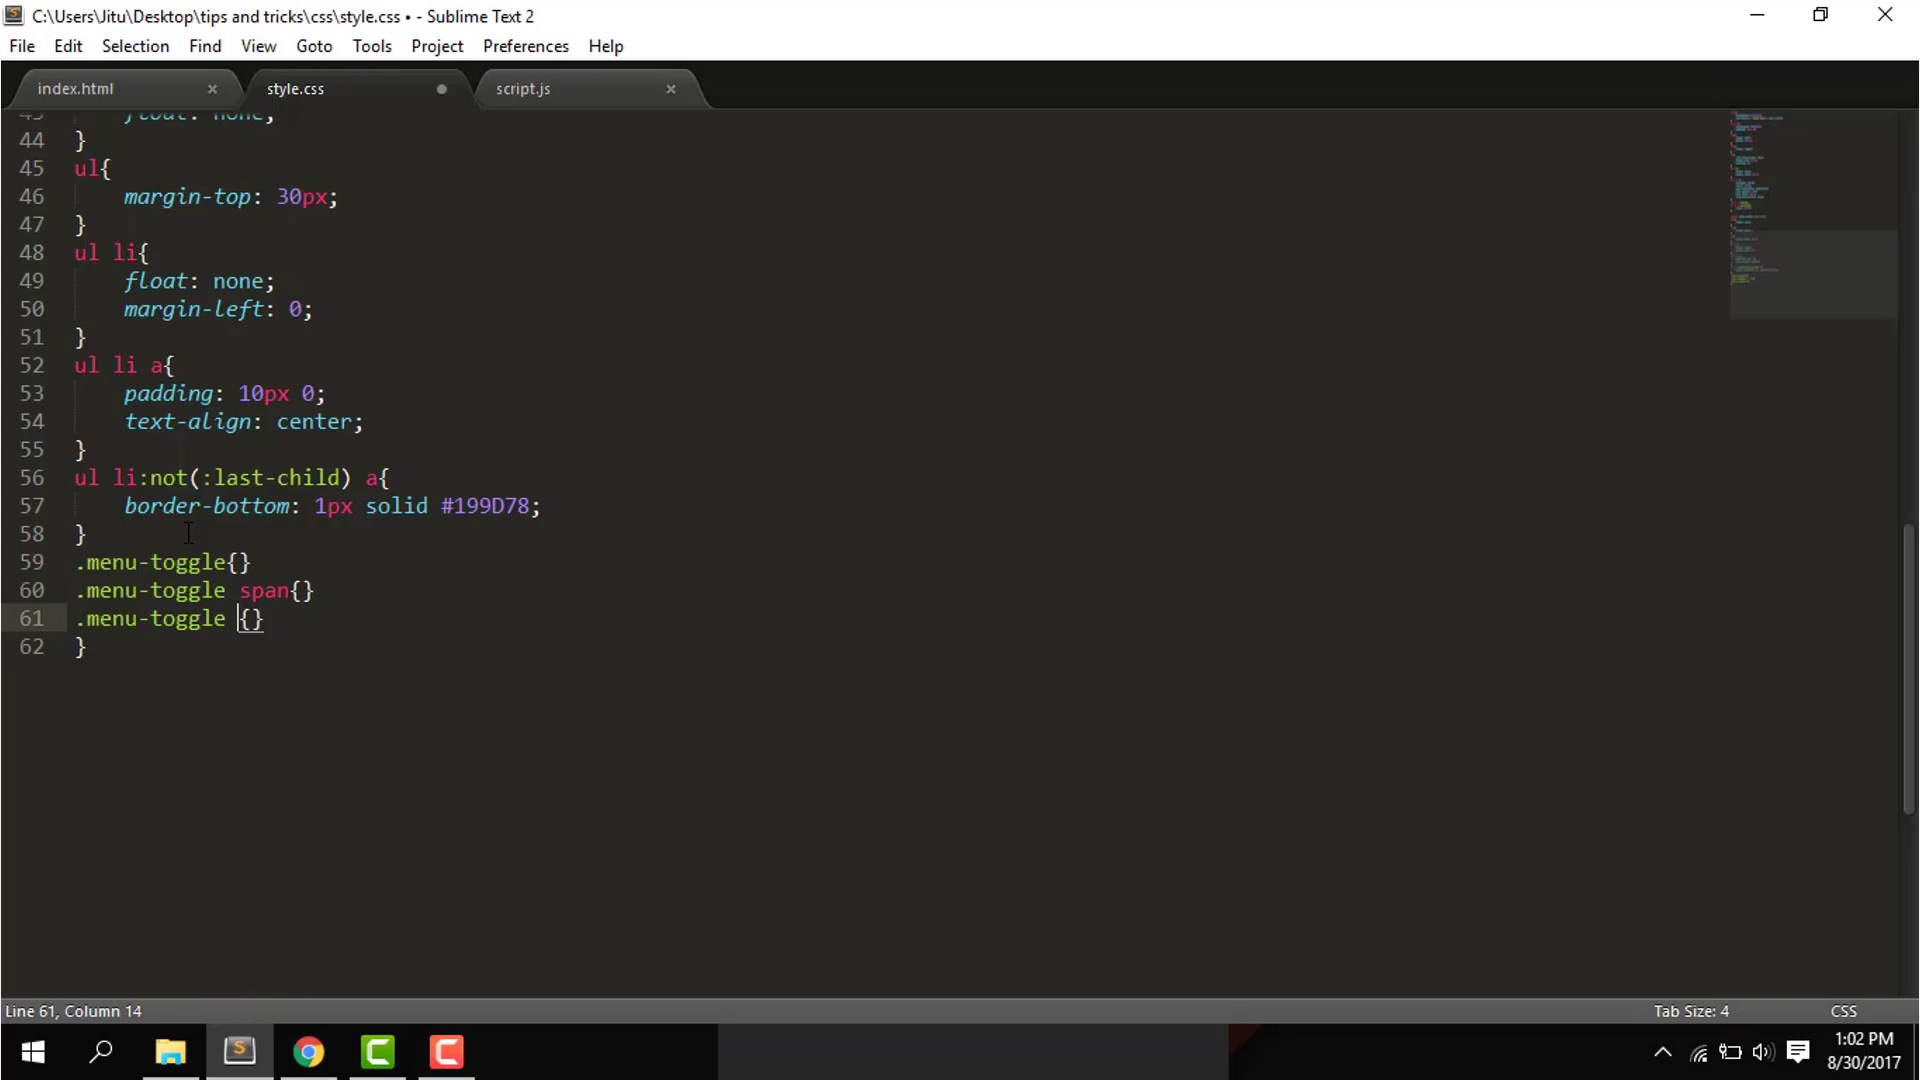 C:\Users\Jitu\Desktop\tips and tricks\css\style.css • - Sublime Text 2
File Edit Selection Find View Goto Tools Project Preferences Help
index.html × style.css script.js ×
43 float: none;
44 }
45 ul{
46 margin-top: 30px;
47 }
48 ul li{
49 float: none;
50 margin-left: 0;
51 }
52 ul li a{
53 padding: 10px 0;
54 text-align: center;
55 }
56 ul li:not(:last-child) a{
57 border-bottom: 1px solid #199D78;
58 }
59 .menu-toggle{}
60 .menu-toggle span{}
61 .menu-toggle {}
62 }
Line 61, Column 14 Tab Size: 4 CSS
1:02 PM
8/30/2017